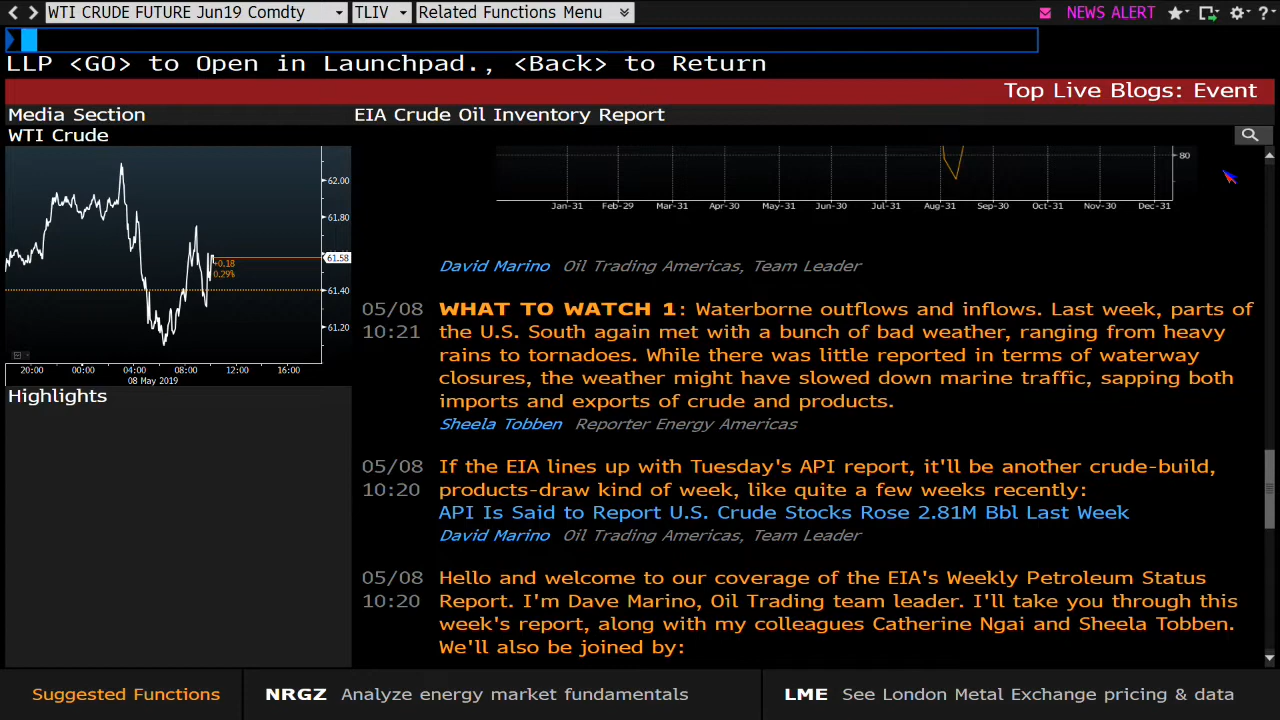 WTI CRUDE FUTURE Jun19 Comdty TLIV Related Functions Menu NEWS ALERT ?
LLP <GO> to Open in Launchpad., <Back> to Return
Top Live Blogs: Event
Media Section EIA Crude Oil Inventory Report
WTI Crude
62.00
61.80
61.58
+0.18
0.29%
61.40
61.20
20:00 00:00 04:00 08:00 12:00 16:00
08 May 2019
Highlights
80
Jan-31 Feb-29 Mar-31 Apr-30 May-31 Jun-30 Jul-31 Aug-31 Sep-30 Oct-31 Nov-30 Dec-31
David Marino Oil Trading Americas, Team Leader
05/08 WHAT TO WATCH 1: Waterborne outflows and inflows. Last week, parts of
10:21 the U.S. South again met with a bunch of bad weather, ranging from heavy
rains to tornadoes. While there was little reported in terms of waterway
closures, the weather might have slowed down marine traffic, sapping both
imports and exports of crude and products.
Sheela Tobben Reporter Energy Americas
05/08 If the EIA lines up with Tuesday's API report, it'll be another crude-build,
10:20 products-draw kind of week, like quite a few weeks recently:
API Is Said to Report U.S. Crude Stocks Rose 2.81M Bbl Last Week
David Marino Oil Trading Americas, Team Leader
05/08 Hello and welcome to our coverage of the EIA's Weekly Petroleum Status
10:20 Report. I'm Dave Marino, Oil Trading team leader. I'll take you through this
week's report, along with my colleagues Catherine Ngai and Sheela Tobben.
We'll also be joined by:
Suggested Functions NRGZ Analyze energy market fundamentals LME See London Metal Exchange pricing & data